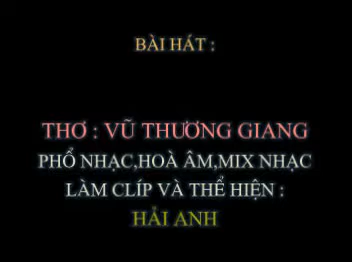 BÀI HÁT :
THƠ : VŨ THƯƠNG GIANG
PHỔ NHẠC,HOÀ ÂM,MIX NHẠC
LÀM CLÍP VÀ THỂ HIỆN :
HẢI ANH